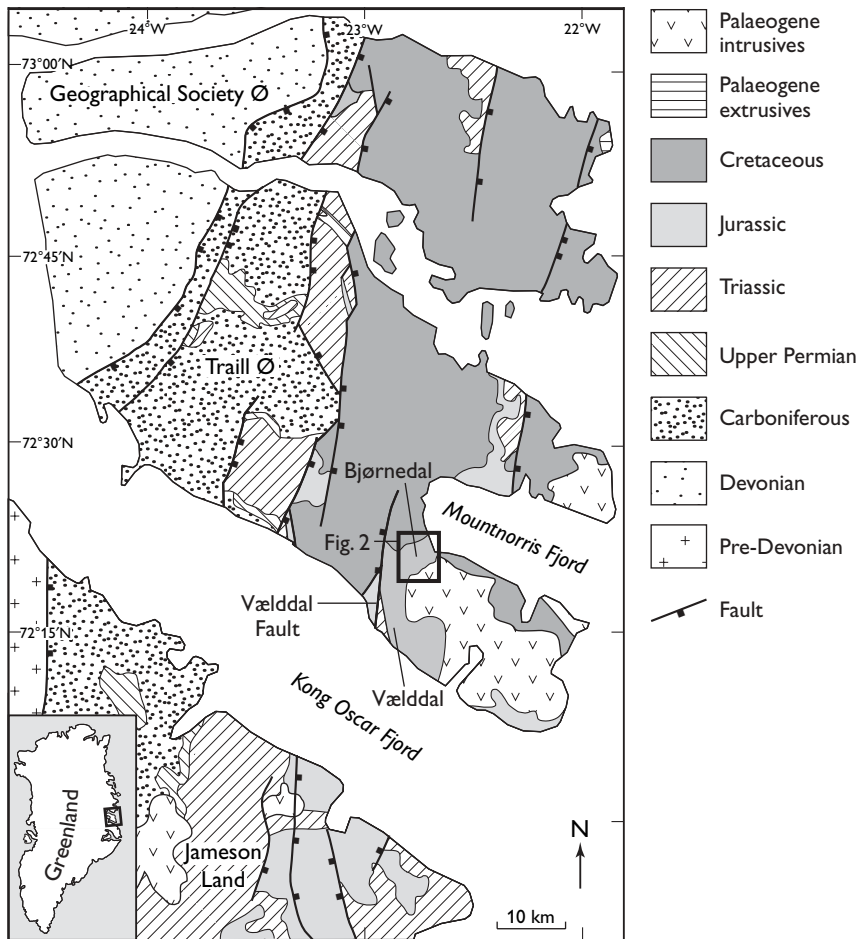 24°W
23°W
22°W
73°00′N
72°45′N
72°30′N
72°15′N
Geographical Society Ø
Traill Ø
Bjørnedal
Fig. 2
Mountnorris Fjord
Vælddal
Fault
Vælddal
Kong Oscar Fjord
Jameson
Land
Greenland
N
10 km
Palaeogene
intrusives
Palaeogene
extrusives
Cretaceous
Jurassic
Triassic
Upper Permian
Carboniferous
Devonian
Pre-Devonian
Fault